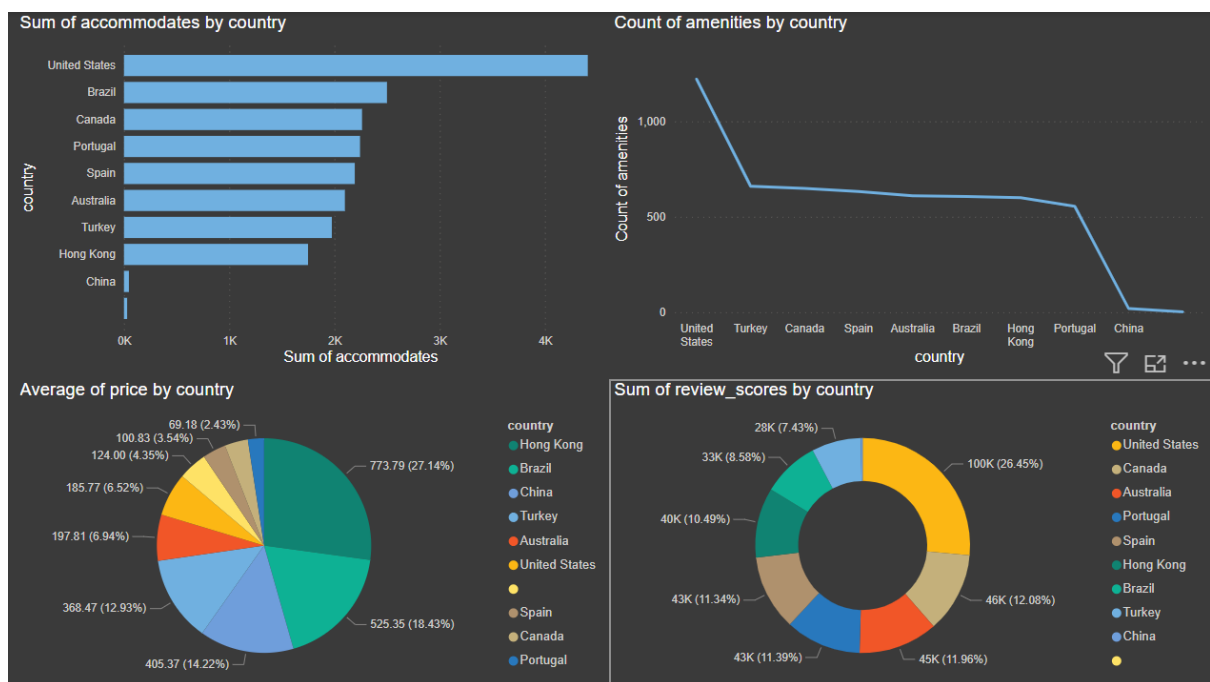 Sum of accommodates by country
country
United States
Brazil
Canada
Portugal
Spain
Australia
Turkey
Hong Kong
China
0K 1K 2K 3K 4K
Sum of accommodates
Count of amenities by country
Count of amenities
1,000
500
0
United States Turkey Canada Spain Australia Brazil Hong Kong Portugal China
country
Average of price by country
69.18 (2.43%)
100.83 (3.54%)
124.00 (4.35%)
185.77 (6.52%)
197.81 (6.94%)
368.47 (12.93%)
405.37 (14.22%)
525.35 (18.43%)
773.79 (27.14%)
country
Hong Kong
Brazil
China
Turkey
Australia
United States
Spain
Canada
Portugal
Sum of review_scores by country
28K (7.43%)
33K (8.58%)
40K (10.49%)
43K (11.34%)
43K (11.39%)
45K (11.96%)
46K (12.08%)
100K (26.45%)
country
United States
Canada
Australia
Portugal
Spain
Hong Kong
Brazil
Turkey
China